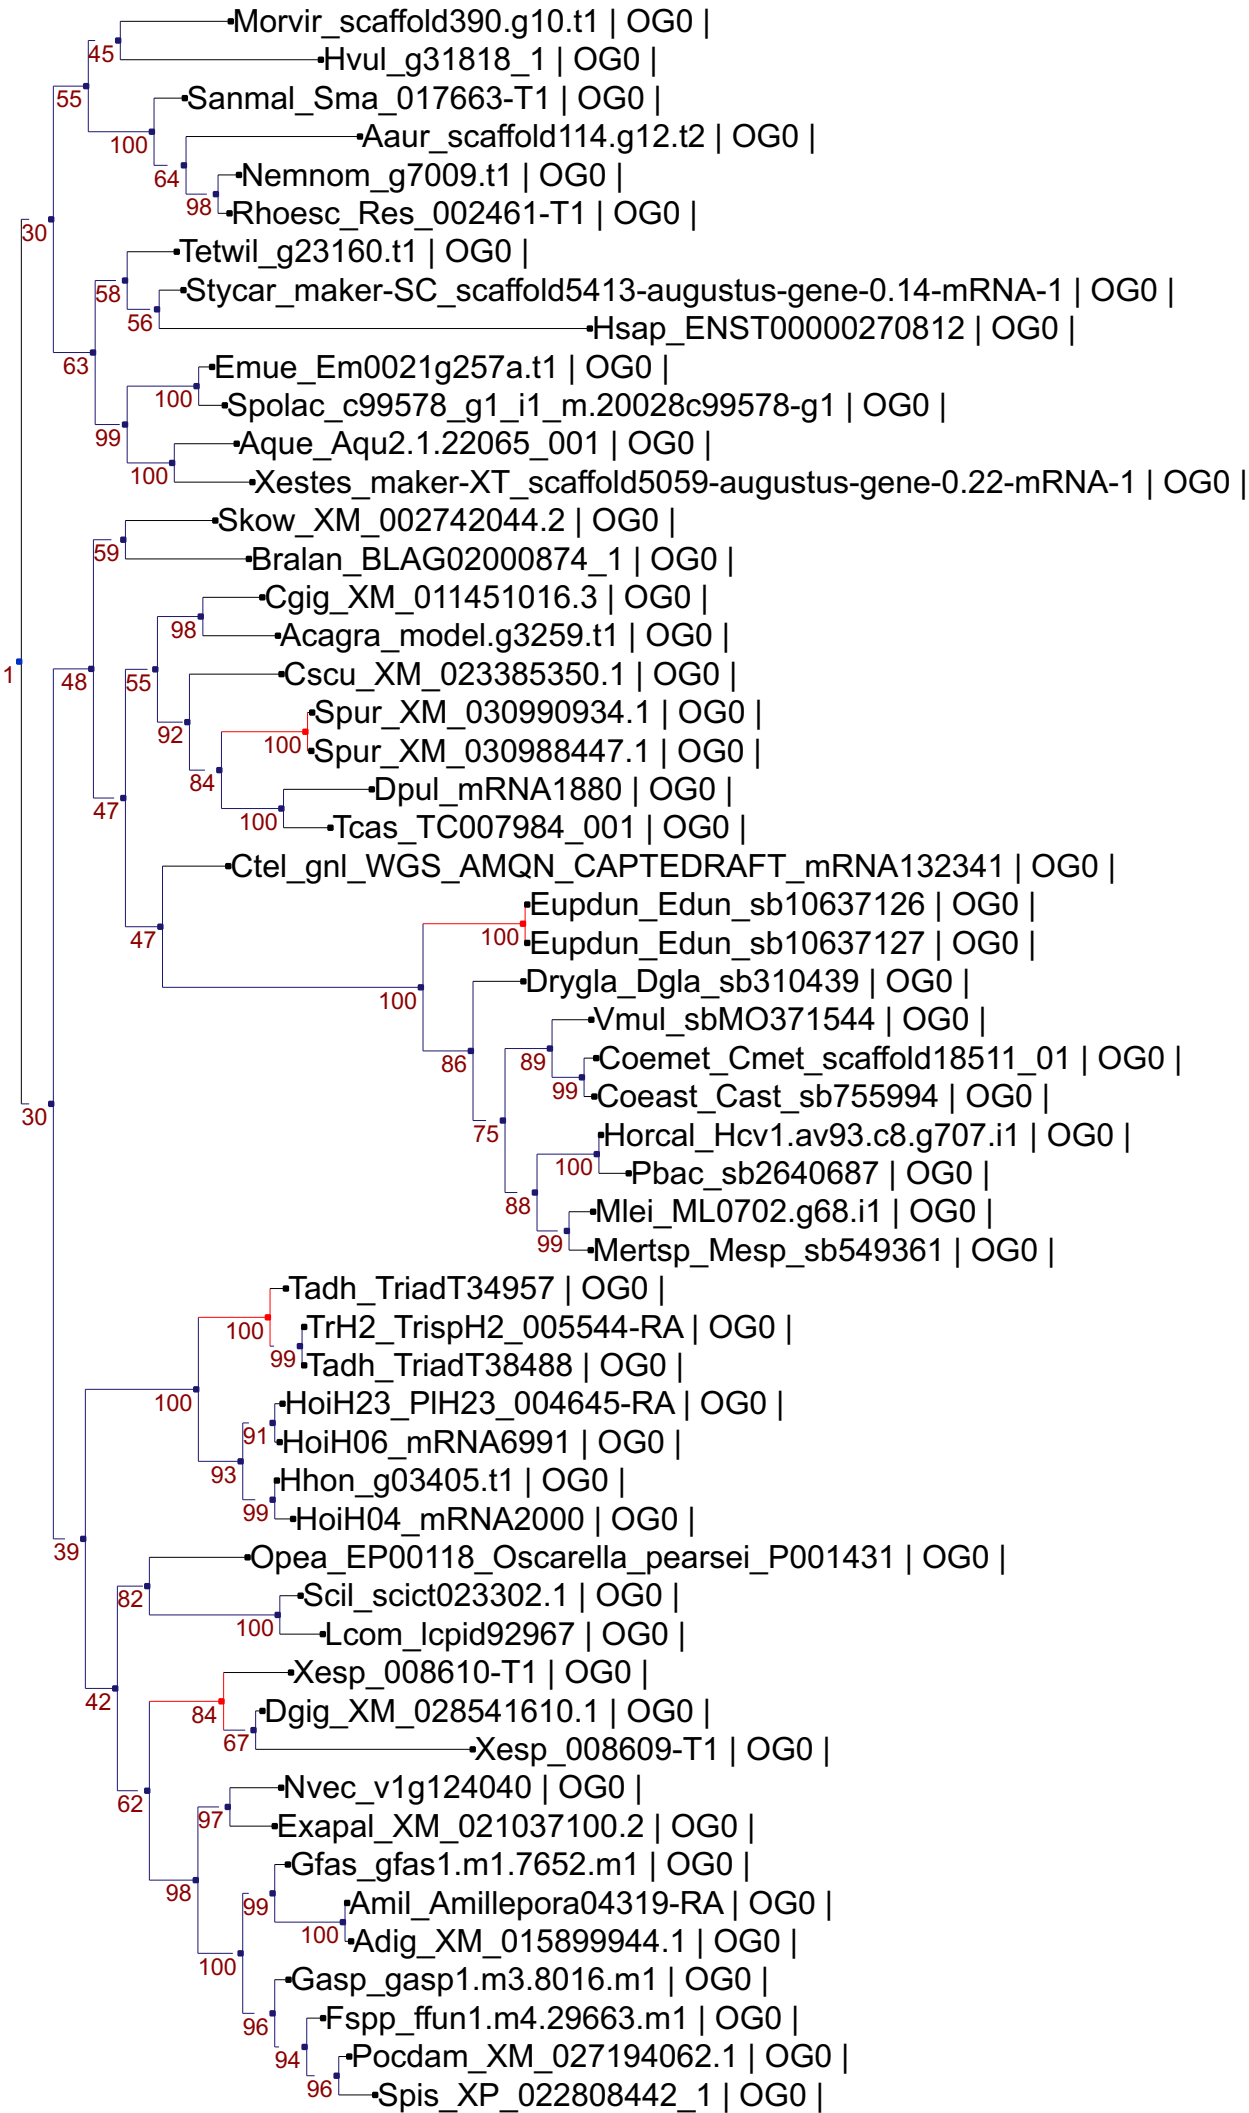 Morvir_scaffold390.g10.t1 | OG0 |
45
Hvul_g31818_1 | OG0 |
55
Sanmal_Sma_017663-T1 | OG0 |
100
Aaur_scaffold114.g12.t2 | OG0 |
64
Nemnom_g7009.t1 | OG0 |
98
Rhoesc_Res_002461-T1 | OG0 |
30
Tetwil_g23160.t1 | OG0 |
58
Stycar_maker-SC_scaffold5413-augustus-gene-0.14-mRNA-1 | OG0 |
56
Hsap_ENST00000270812 | OG0 |
63
Emue_Em0021g257a.t1 | OG0 |
100
Spolac_c99578_g1_i1_m.20028c99578-g1 | OG0 |
99
Aque_Aqu2.1.22065_001 | OG0 |
100
Xestes_maker-XT_scaffold5059-augustus-gene-0.22-mRNA-1 | OG0 |
Skow_XM_002742044.2 | OG0 |
59
Bralan_BLAG02000874_1 | OG0 |
Cgig_XM_011451016.3 | OG0 |
98
Acagra_model.g3259.t1 | OG0 |
1
48
55
Cscu_XM_023385350.1 | OG0 |
92
Spur_XM_030990934.1 | OG0 |
100
Spur_XM_030988447.1 | OG0 |
84
Dpul_mRNA1880 | OG0 |
47
100
Tcas_TC007984_001 | OG0 |
Ctel_gnl_WGS_AMQN_CAPTEDRAFT_mRNA132341 | OG0 |
47
Eupdun_Edun_sb10637126 | OG0 |
100
Eupdun_Edun_sb10637127 | OG0 |
100
Drygla_Dgla_sb310439 | OG0 |
86
Vmul_sbMO371544 | OG0 |
89
Coemet_Cmet_scaffold18511_01 | OG0 |
99
Coeast_Cast_sb755994 | OG0 |
30
75
Horcal_Hcv1.av93.c8.g707.i1 | OG0 |
100
Pbac_sb2640687 | OG0 |
88
Mlei_ML0702.g68.i1 | OG0 |
99
Mertsp_Mesp_sb549361 | OG0 |
Tadh_TriadT34957 | OG0 |
100
TrH2_TrispH2_005544-RA | OG0 |
99
Tadh_TriadT38488 | OG0 |
100
HoiH23_PlH23_004645-RA | OG0 |
91
HoiH06_mRNA6991 | OG0 |
93
Hhon_g03405.t1 | OG0 |
99
HoiH04_mRNA2000 | OG0 |
39
Opea_EP00118_Oscarella_pearsei_P001431 | OG0 |
82
Scil_scict023302.1 | OG0 |
100
Lcom_lcpid92967 | OG0 |
42
Xesp_008610-T1 | OG0 |
84
Dgig_XM_028541610.1 | OG0 |
67
Xesp_008609-T1 | OG0 |
62
Nvec_v1g124040 | OG0 |
97
Exapal_XM_021037100.2 | OG0 |
98
Gfas_gfas1.m1.7652.m1 | OG0 |
99
Amil_Amillepora04319-RA | OG0 |
100
Adig_XM_015899944.1 | OG0 |
100
Gasp_gasp1.m3.8016.m1 | OG0 |
96
Fspp_ffun1.m4.29663.m1 | OG0 |
94
Pocdam_XM_027194062.1 | OG0 |
96
Spis_XP_022808442_1 | OG0 |